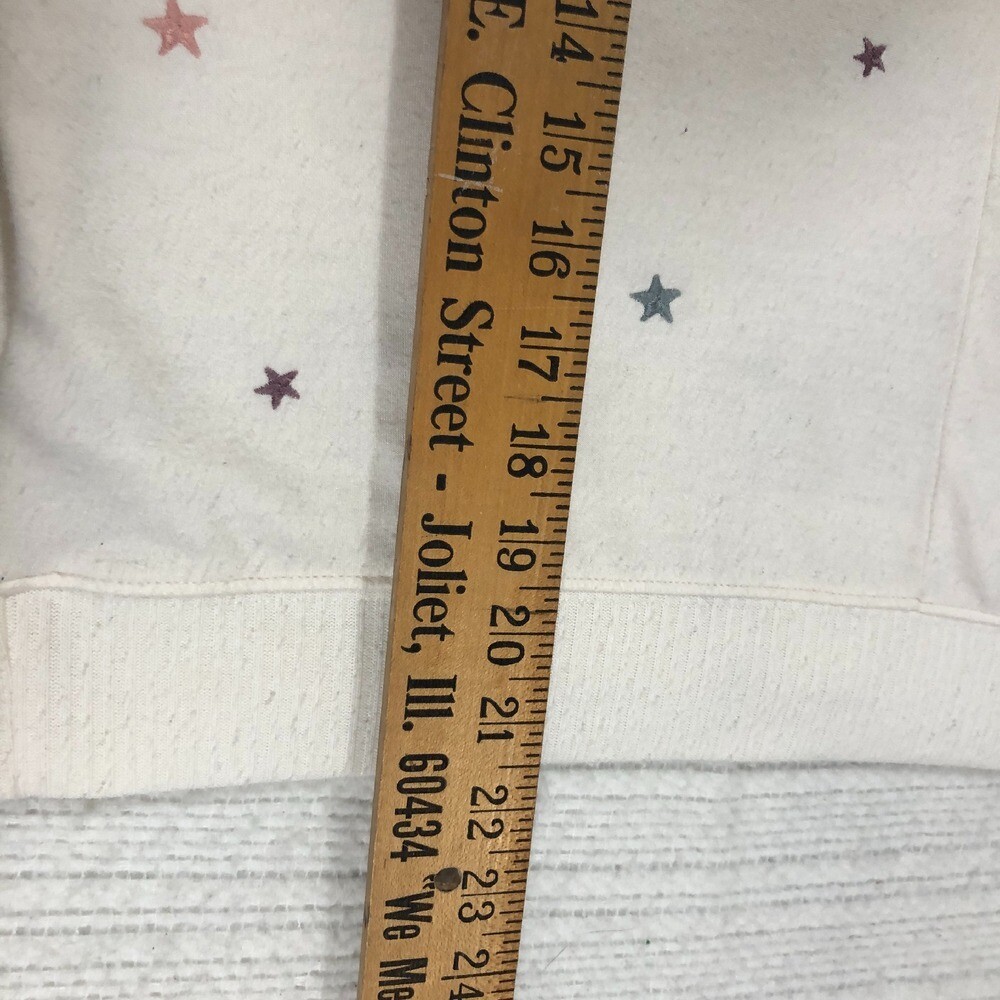 E. Clinton Street - Joliet, Ill. 60434 "We Me
14 15 16 17 18 19 20 21 22 23 24